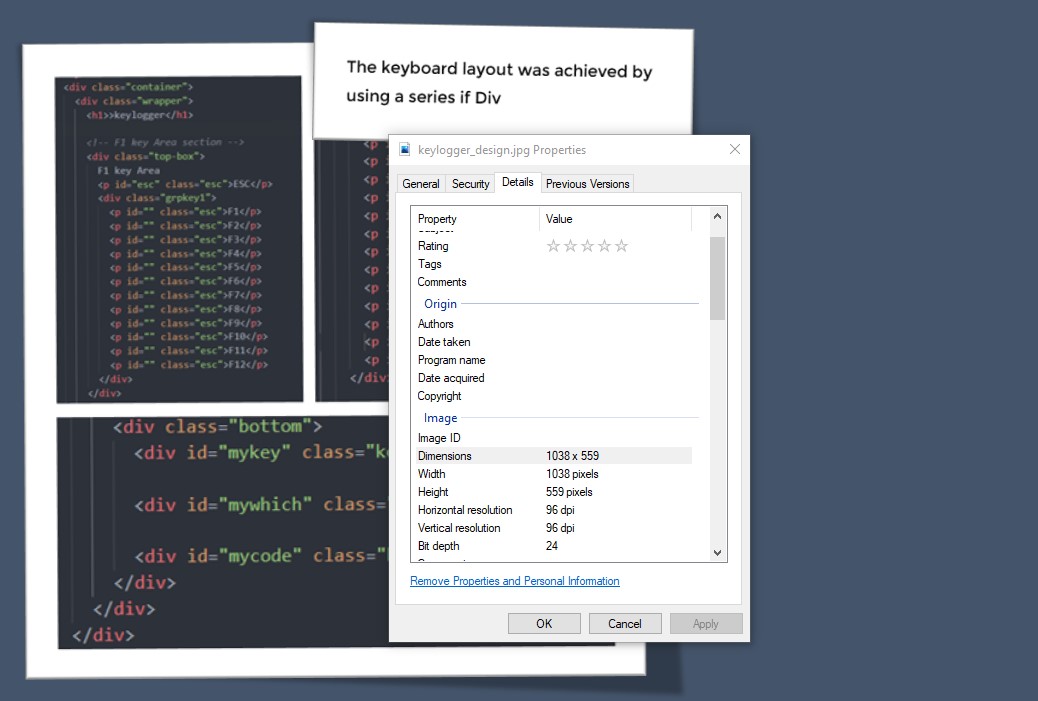 The keyboard layout was achieved by
using a series if Div
<div class="container">
<div class="wrapper">
<h1>>keylogger</h1>
<!-- F1 key Area section -->
<div class="top-box">
F1 key Area
<p id="esc" class="esc">ESC</p>
<div class="grpkey1">
<p id="" class="esc">F1</p>
<p id="" class="esc">F2</p>
<p id="" class="esc">F3</p>
<p id="" class="esc">F4</p>
<p id="" class="esc">F5</p>
<p id="" class="esc">F6</p>
<p id="" class="esc">F7</p>
<p id="" class="esc">F8</p>
<p id="" class="esc">F9</p>
<p id="" class="esc">F10</p>
<p id="" class="esc">F11</p>
<p id="" class="esc">F12</p>
</div>
</div>
<p
<p
<p
<p
<p
<p
<p
<p
<p
<p
<p
<p
<p
</div>
<div class="bottom">
<div id="mykey" class="k
<div id="mywhich" class=
<div id="mycode" class="
</div>
</div>
</div>
keylogger_design.jpg Properties
General Security Details Previous Versions
Property Value
Rating
Tags
Comments
Origin
Authors
Date taken
Program name
Date acquired
Copyright
Image
Image ID
Dimensions 1038 x 559
Width 1038 pixels
Height 559 pixels
Horizontal resolution 96 dpi
Vertical resolution 96 dpi
Bit depth 24
Remove Properties and Personal Information
OK Cancel Apply